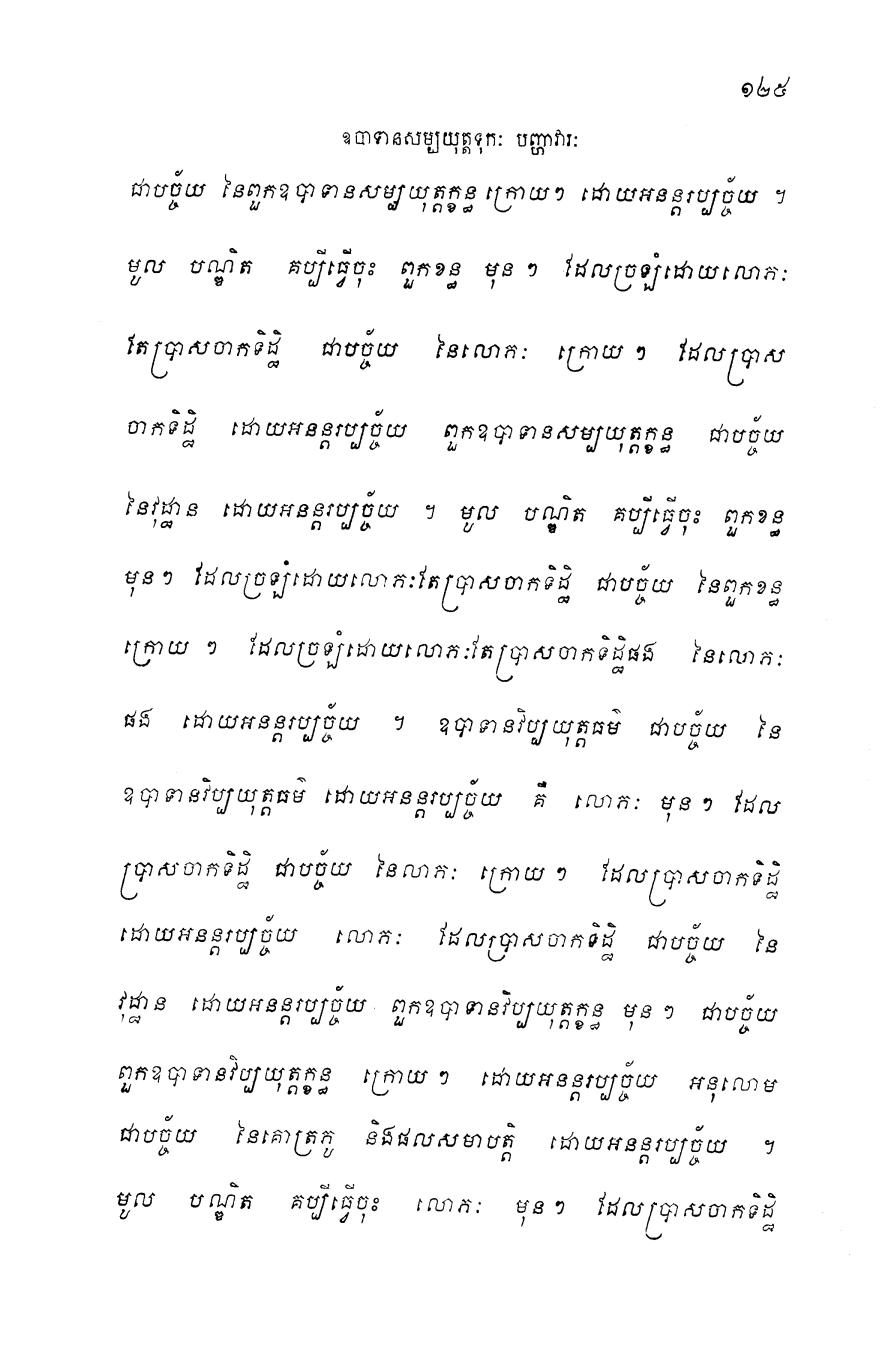 ១២៥
ឧបាទានសម្បយុត្តទុកៈ បញ្ហាវារៈ
ជាបច្ច័យ នៃពួកឧបាទានសម្បយុត្តក្ខន្ធ ក្រោយៗ ដោយអនន្តរប្បច្ច័យ ។
មូល បណ្ឌិត គប្បីធ្វើចុះ ពួកខន្ធ មុន ៗ ដែលច្រឡំដោយលោភៈ
តែប្រាសចាកទិដ្ឋិ ជាបច្ច័យ នៃលោភៈ ក្រោយ ៗ ដែលប្រាស
ចាកទិដ្ឋិ ដោយអនន្តរប្បច្ច័យ ពួកឧបាទានសម្បយុត្តក្ខន្ធ ជាបច្ច័យ
នៃវុដ្ឋាន ដោយអនន្តរប្បច្ច័យ ។ មូល បណ្ឌិត គប្បីធ្វើចុះ ពួកខន្ធ
មុន ៗ ដែលច្រឡំដោយលោភៈតែប្រាសចាកទិដ្ឋិ ជាបច្ច័យ នៃពួកខន្ធ
ក្រោយ ៗ ដែលច្រឡំដោយលោភៈតែប្រាសចាកទិដ្ឋិផង នៃលោភៈ
ផង ដោយអនន្តរប្បច្ច័យ ។ ឧបាទានវិប្បយុត្តធម៌ ជាបច្ច័យ នៃ
ឧបាទានវិប្បយុត្តធម៌ ដោយអនន្តរប្បច្ច័យ គឺ លោភៈ មុន ៗ ដែល
ប្រាសចាកទិដ្ឋិ ជាបច្ច័យ នៃលាភៈ ក្រោយ ៗ ដែលប្រាសចាកទិដ្ឋិ
ដោយអនន្តរប្បច្ច័យ លោភៈ ដែលប្រាសចាកទិដ្ឋិ ជាបច្ច័យ នៃ
វុដ្ឋាន ដោយអនន្តរប្បច្ច័យ ពួកឧបាទានវិប្បយុត្តក្ខន្ធ មុន ៗ ជាបច្ច័យ
ពួកឧបាទានវិប្បយុត្តក្ខន្ធ ក្រោយ ៗ ដោយអនន្តរប្បច្ច័យ អនុលោម
ជាបច្ច័យ នៃគោត្រភូ និងផលសមាបត្តិ ដោយអនន្តរប្បច្ច័យ ។
មូល បណ្ឌិត គប្បីធ្វើចុះ លោភៈ មុន ៗ ដែលប្រាសចាកទិដ្ឋិ